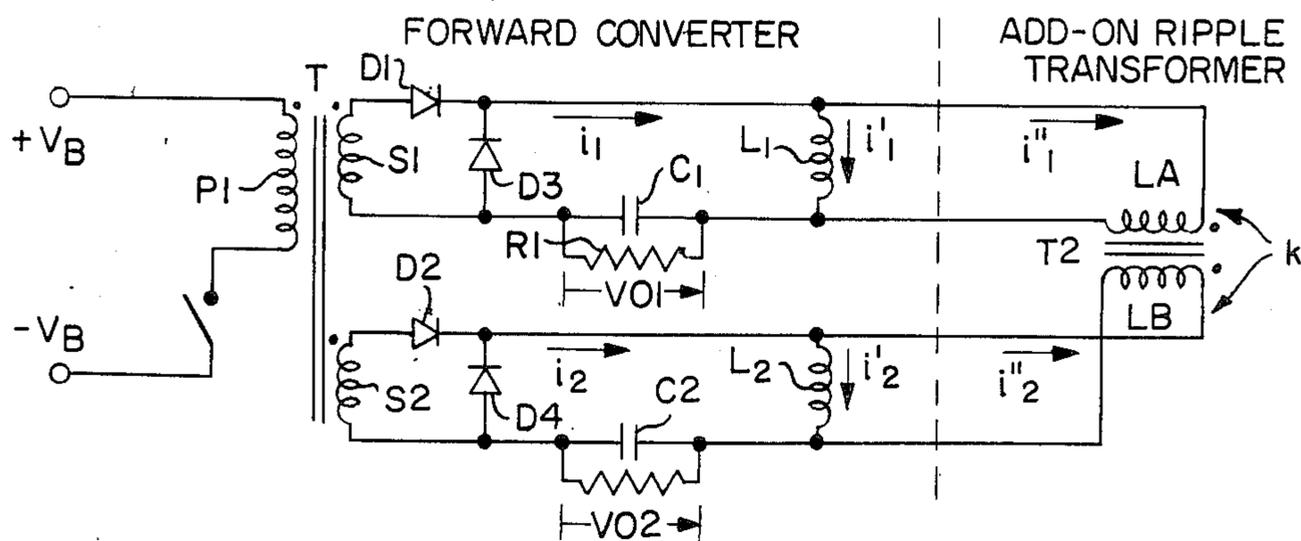 FORWARD CONVERTER
ADD-ON RIPPLE
TRANSFORMER
T
D1
+VB
P1
S1
D3
i1
C1
L1
i'1
i"1
LA
R1
VO1
T2
k
D2
-VB
LB
S2
D4
i2
C2
L2
i'2
i"2
VO2